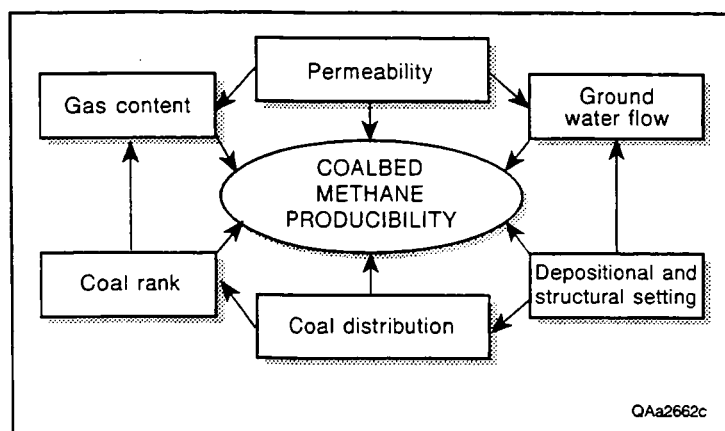 Permeability
Gas content
Ground
water flow
COALBED
METHANE
PRODUCIBILITY
Coal rank
Depositional and
structural setting
Coal distribution
QAa2662c